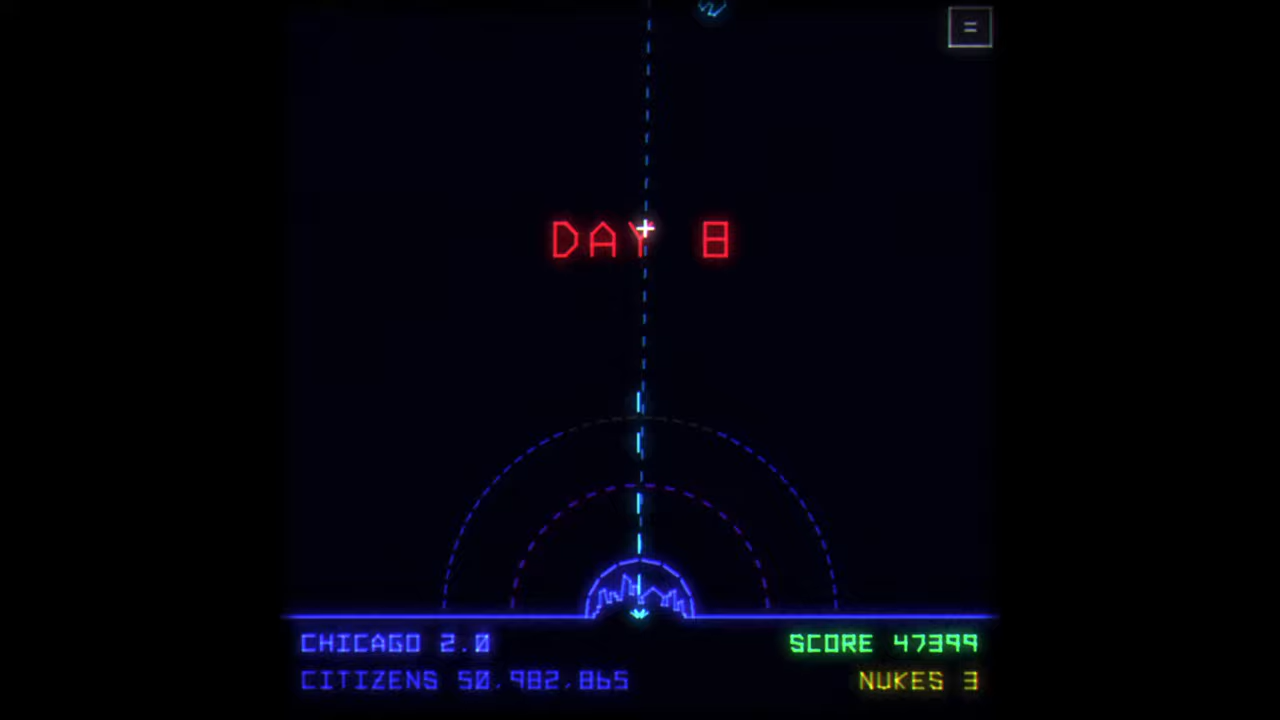 =
DAY 8
CHICAGO 2.0
SCORE 47399
CITIZENS 50,982,865
NUKES 3